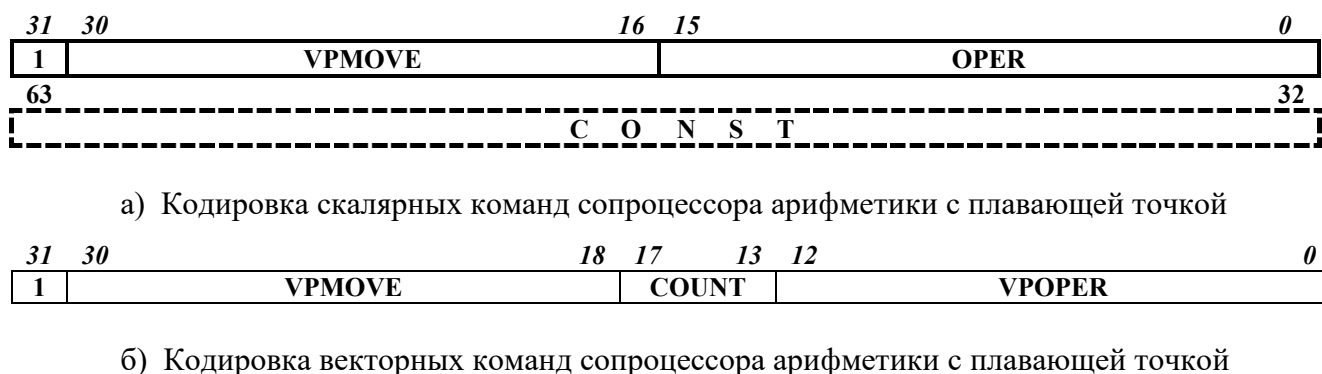 31 30 16 15 0
1 VPMOVE OPER
63 32
C O N S T
а) Кодировка скалярных команд сопроцессора арифметики с плавающей точкой
31 30 18 17 13 12 0
1 VPMOVE COUNT VPOPER
б) Кодировка векторных команд сопроцессора арифметики с плавающей точкой